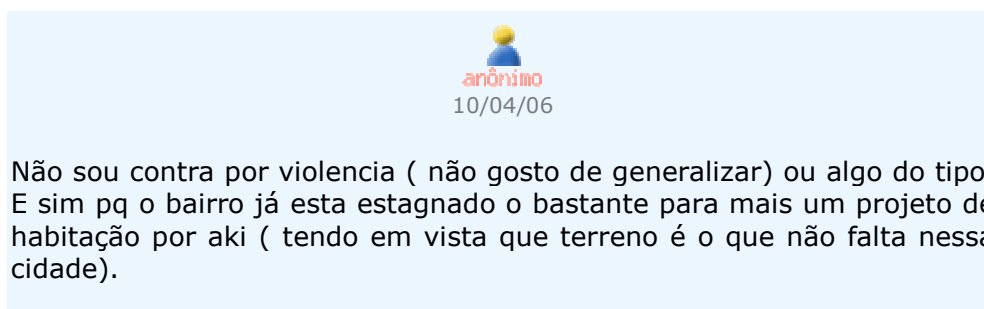 anônimo
10/04/06
Não sou contra por violencia ( não gosto de generalizar) ou algo do tipo
E sim pq o bairro já esta estagnado o bastante para mais um projeto de
habitação por aki ( tendo em vista que terreno é o que não falta nessa
cidade).